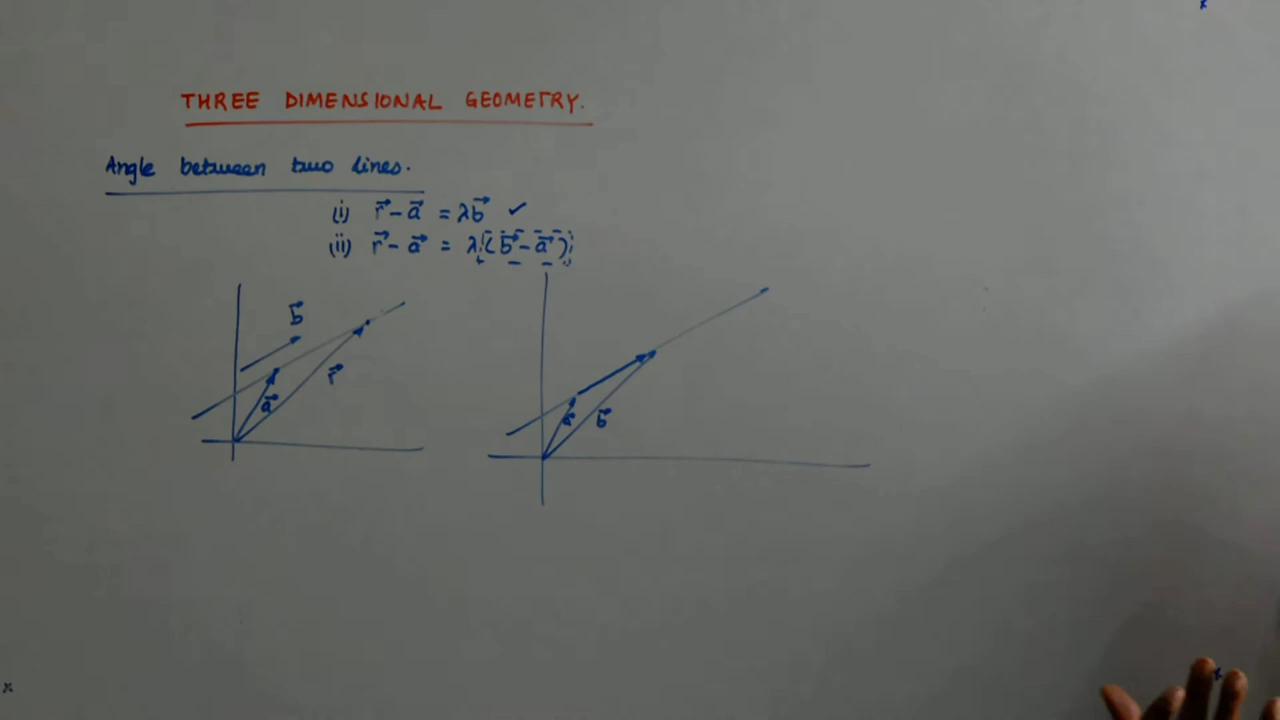 THREE DIMENSIONAL GEOMETRY.
Angle between two lines.
(i) r⃗ - a⃗ = λb⃗ ✓
(ii) r⃗ - a⃗ = λ(b⃗ - a⃗)
b⃗
r⃗
a⃗
a⃗
b⃗